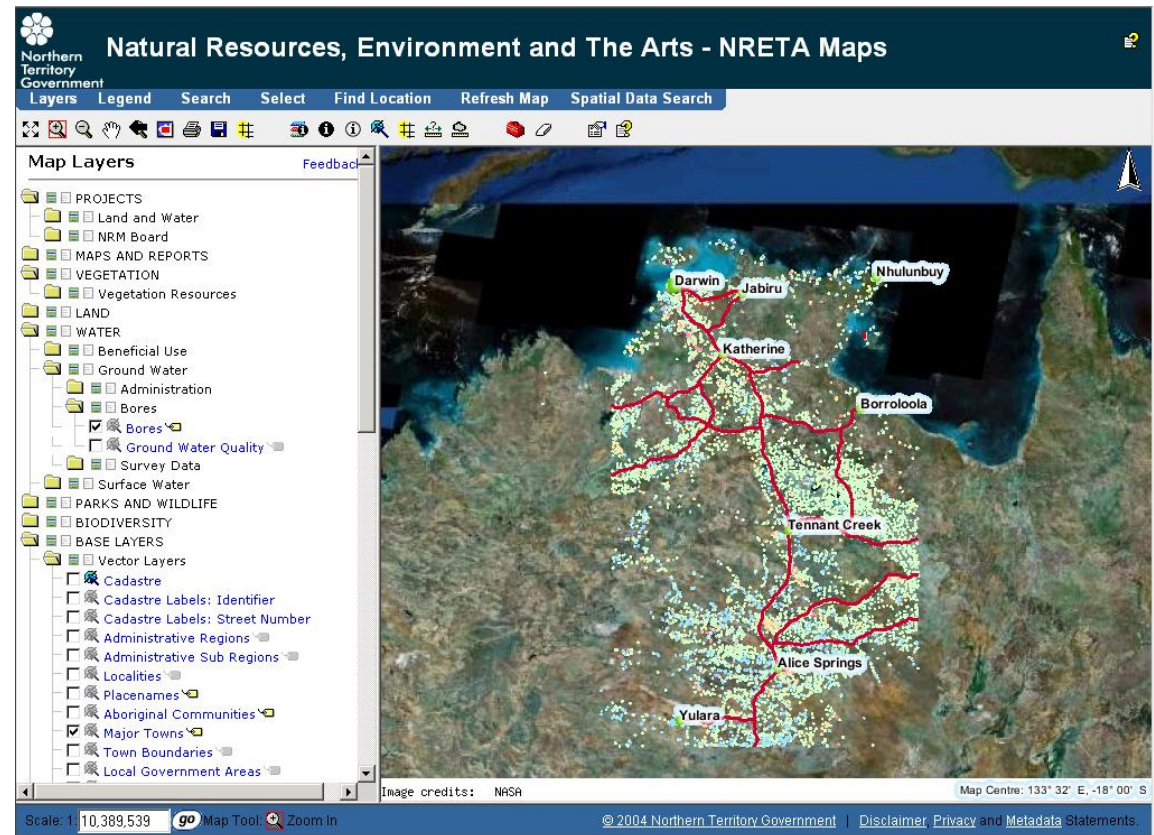 Northern
Territory
Government
Natural Resources, Environment and The Arts - NRETA Maps
Layers Legend Search Select Find Location Refresh Map Spatial Data Search
Map Layers
Feedback
PROJECTS
Land and Water
NRM Board
MAPS AND REPORTS
VEGETATION
Vegetation Resources
LAND
WATER
Beneficial Use
Ground Water
Administration
Bores
Bores
Ground Water Quality
Survey Data
Surface Water
PARKS AND WILDLIFE
BIODIVERSITY
BASE LAYERS
Vector Layers
Cadastre
Cadastre Labels: Identifier
Cadastre Labels: Street Number
Administrative Regions
Administrative Sub Regions
Localities
Placenames
Aboriginal Communities
Major Towns
Town Boundaries
Local Government Areas
Darwin
Jabiru
Nhulunbuy
Katherine
Borroloola
Tennant Creek
Alice Springs
Yulara
Image credits: NASA
Map Centre: 133° 32' E, -18° 00' S
Scale: 1: 10,389,539 go Map Tool: Zoom In
© 2004 Northern Territory Government | Disclaimer, Privacy and Metadata Statements.